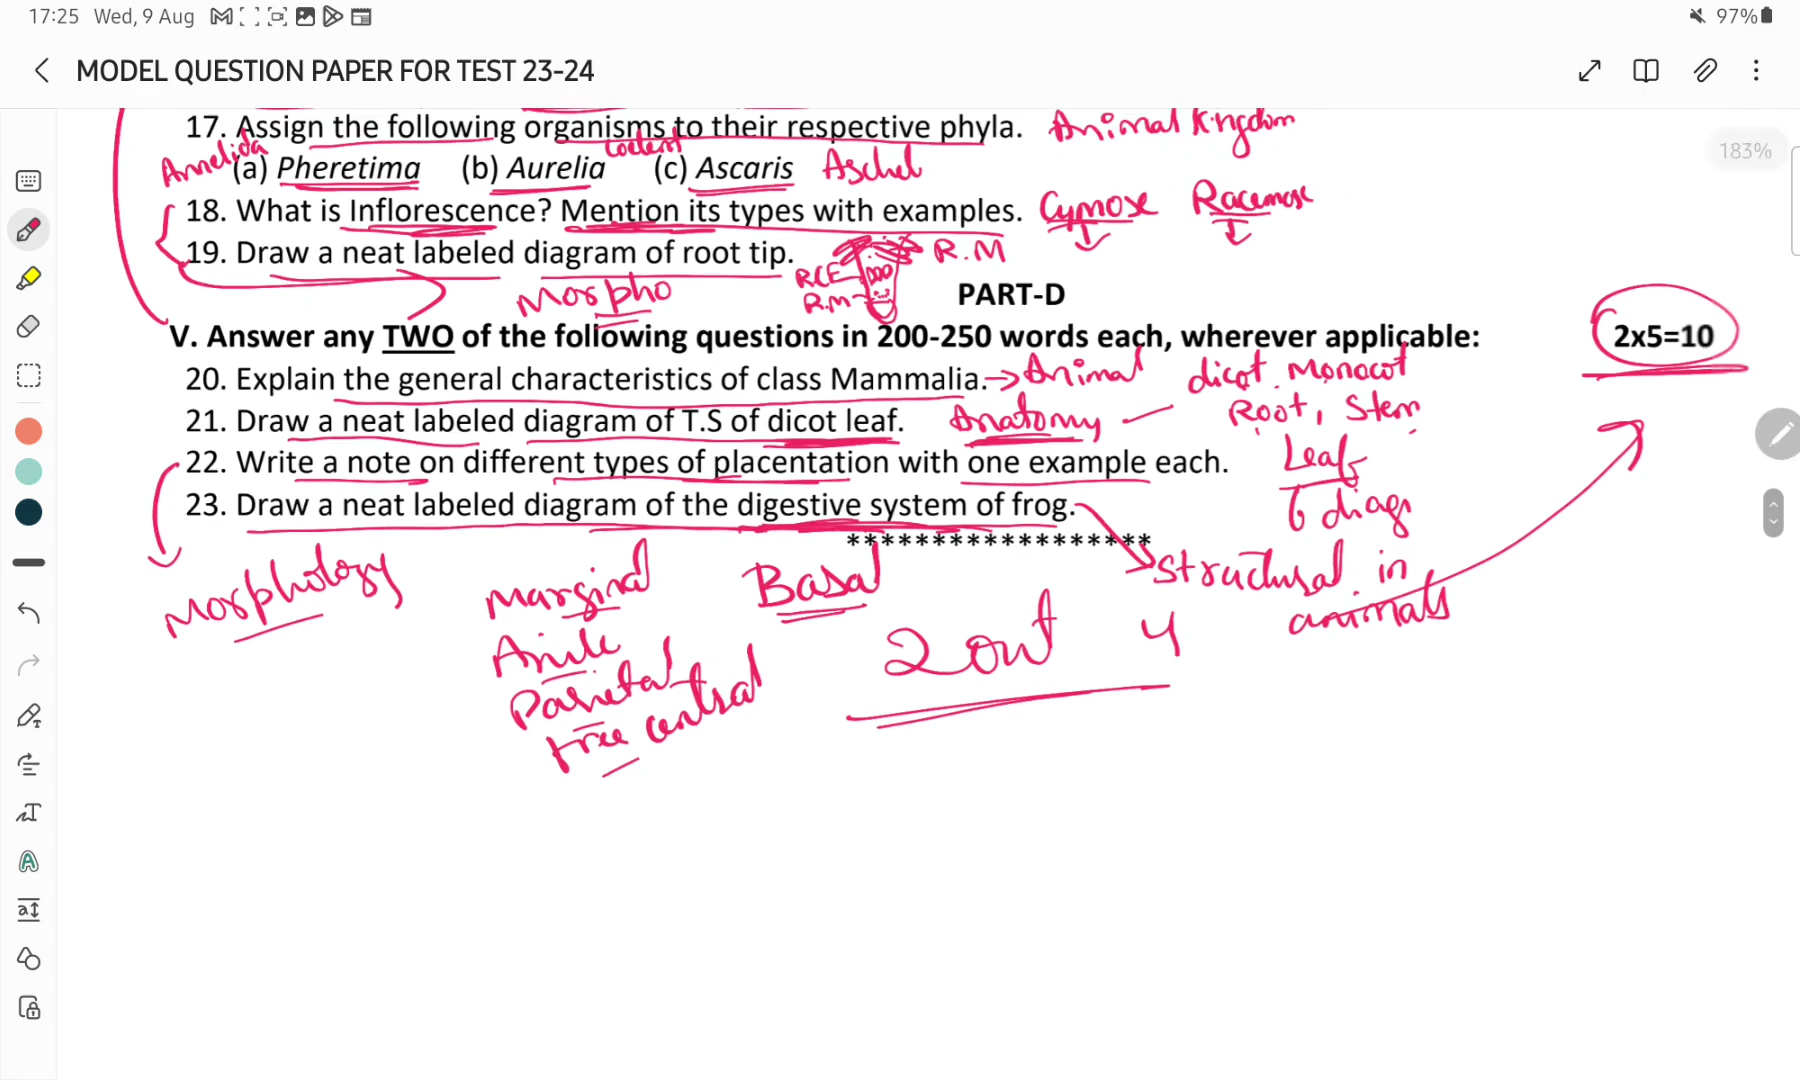 17:25 Wed, 9 Aug
97%
MODEL QUESTION PAPER FOR TEST 23-24
183%
17. Assign the following organisms to their respective phyla. Animal Kingdom
Annelida Coelent
(a) Pheretima (b) Aurelia (c) Ascaris Aschel
18. What is Inflorescence? Mention its types with examples. Cymose Racemose
19. Draw a neat labeled diagram of root tip. R.M
RCE
Morpho R.M
PART-D
V. Answer any TWO of the following questions in 200-250 words each, wherever applicable: 2x5=10
20. Explain the general characteristics of class Mammalia. Animal dicot. Monocot
21. Draw a neat labeled diagram of T.S of dicot leaf. Anatomy Root, Stem
22. Write a note on different types of placentation with one example each. Leaf
23. Draw a neat labeled diagram of the digestive system of frog. 6 diag
******************
Structural in
animals
Morphology Marginal Basal
Axile 2 out 4
Parietal
Free central